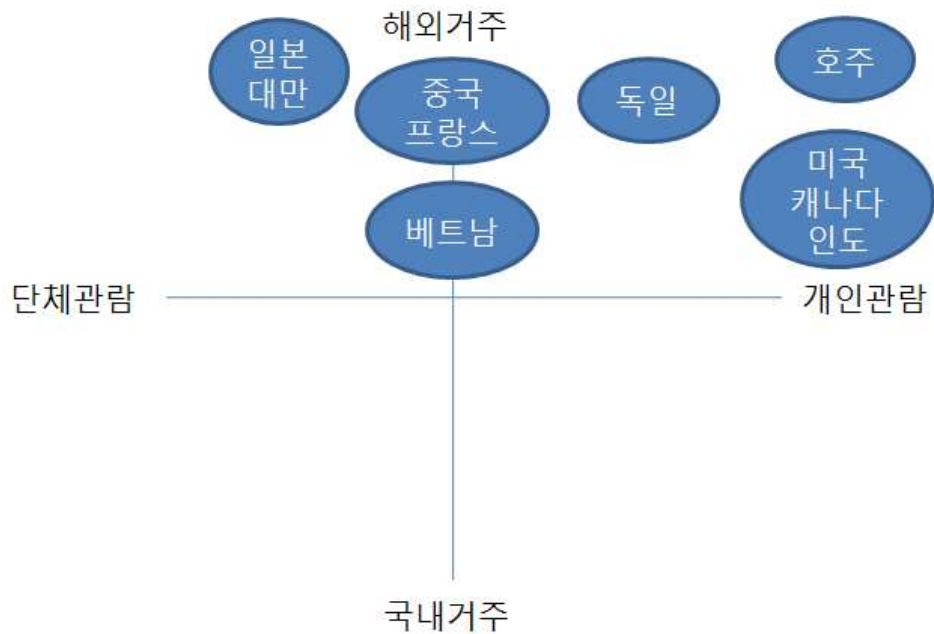 해외거주
일본
대만
중국
프랑스
독일
호주
미국
캐나다
인도
베트남
단체관람
개인관람
국내거주